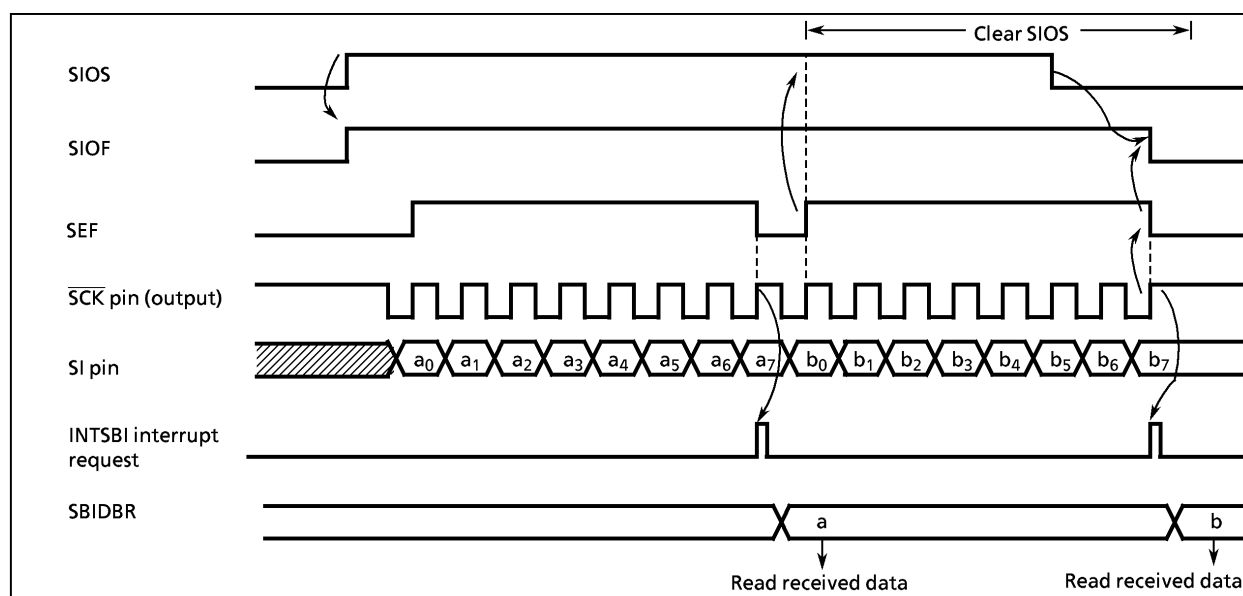 Clear SIOS
SIOS
SIOF
SEF
SCK pin (output)
SI pin
a0 a1 a2 a3 a4 a5 a6 a7 b0 b1 b2 b3 b4 b5 b6 b7
INTSBI interrupt
request
SBIDBR
a b
Read received data Read received data